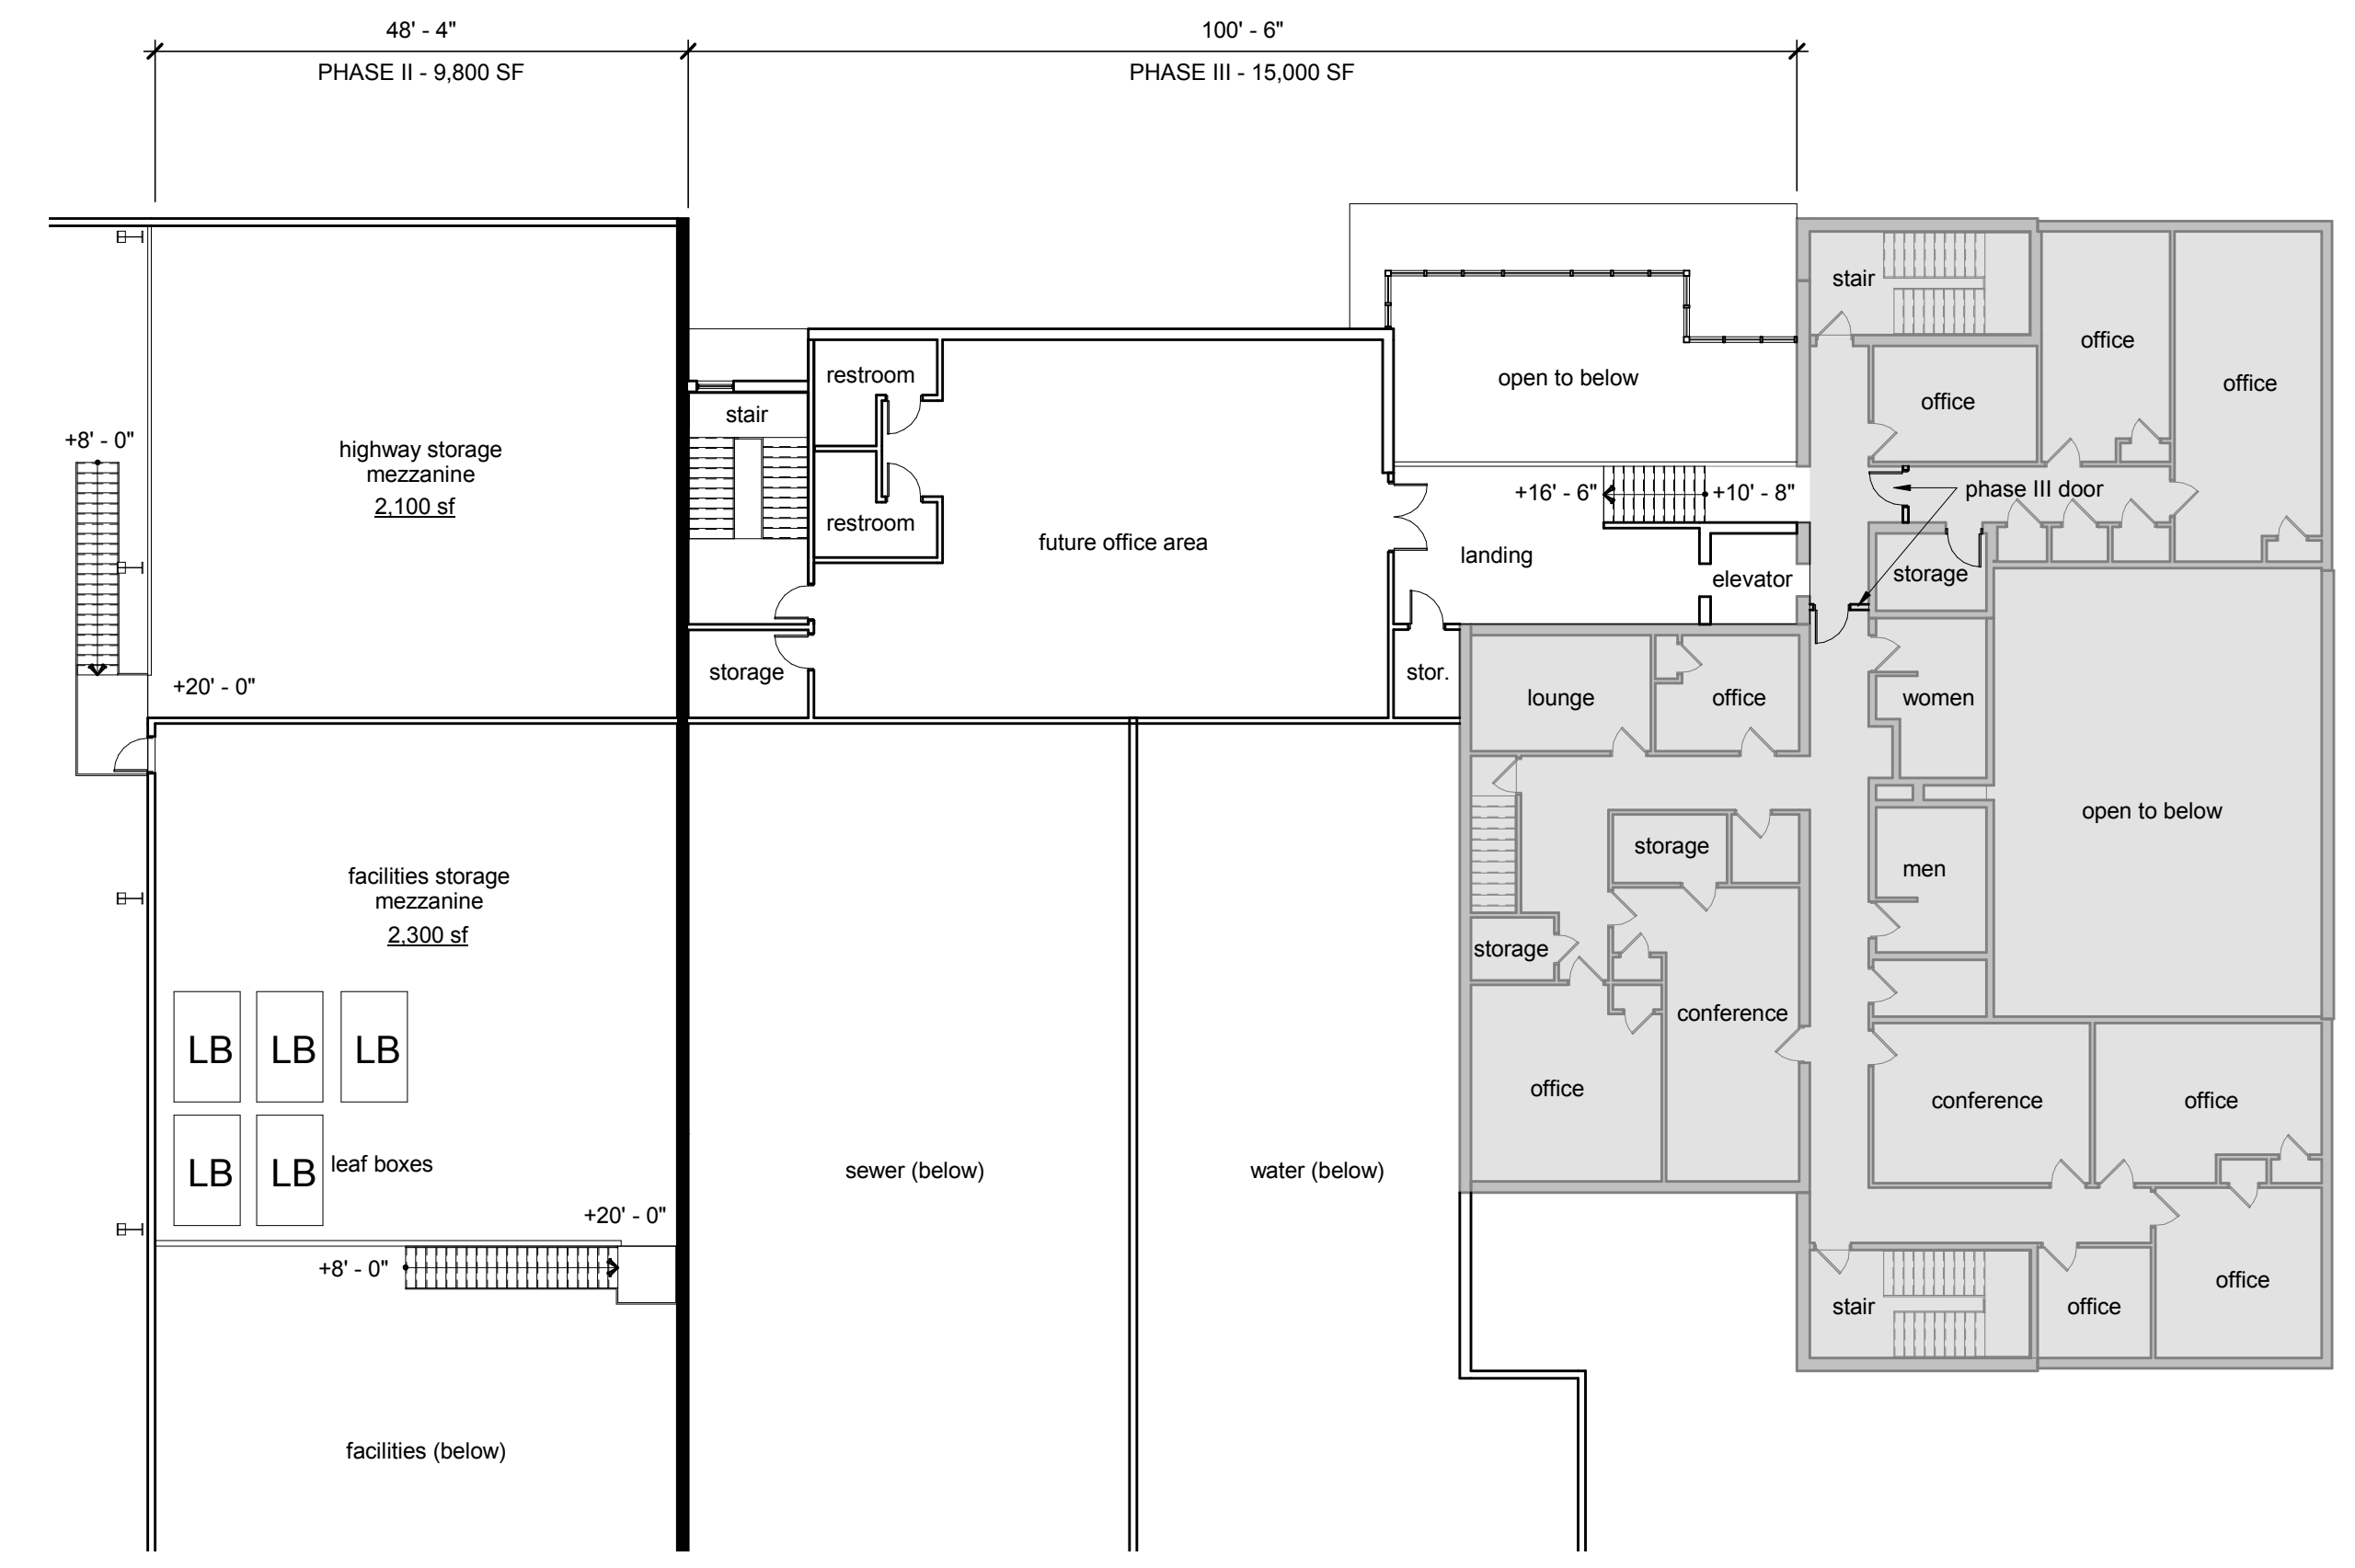 48' - 4"
100' - 6"
PHASE II - 9,800 SF
PHASE III - 15,000 SF
stair
office
office
restroom
open to below
office
stair
+8' - 0"
highway storage
mezzanine
2,100 sf
+16' - 6"
+10' - 8"
phase III door
restroom
future office area
landing
elevator
storage
storage
stor.
+20' - 0"
lounge
office
women
open to below
storage
men
facilities storage
mezzanine
2,300 sf
storage
conference
LB
LB
LB
office
conference
office
LB
LB
leaf boxes
sewer (below)
water (below)
+20' - 0"
+8' - 0"
stair
office
office
facilities (below)